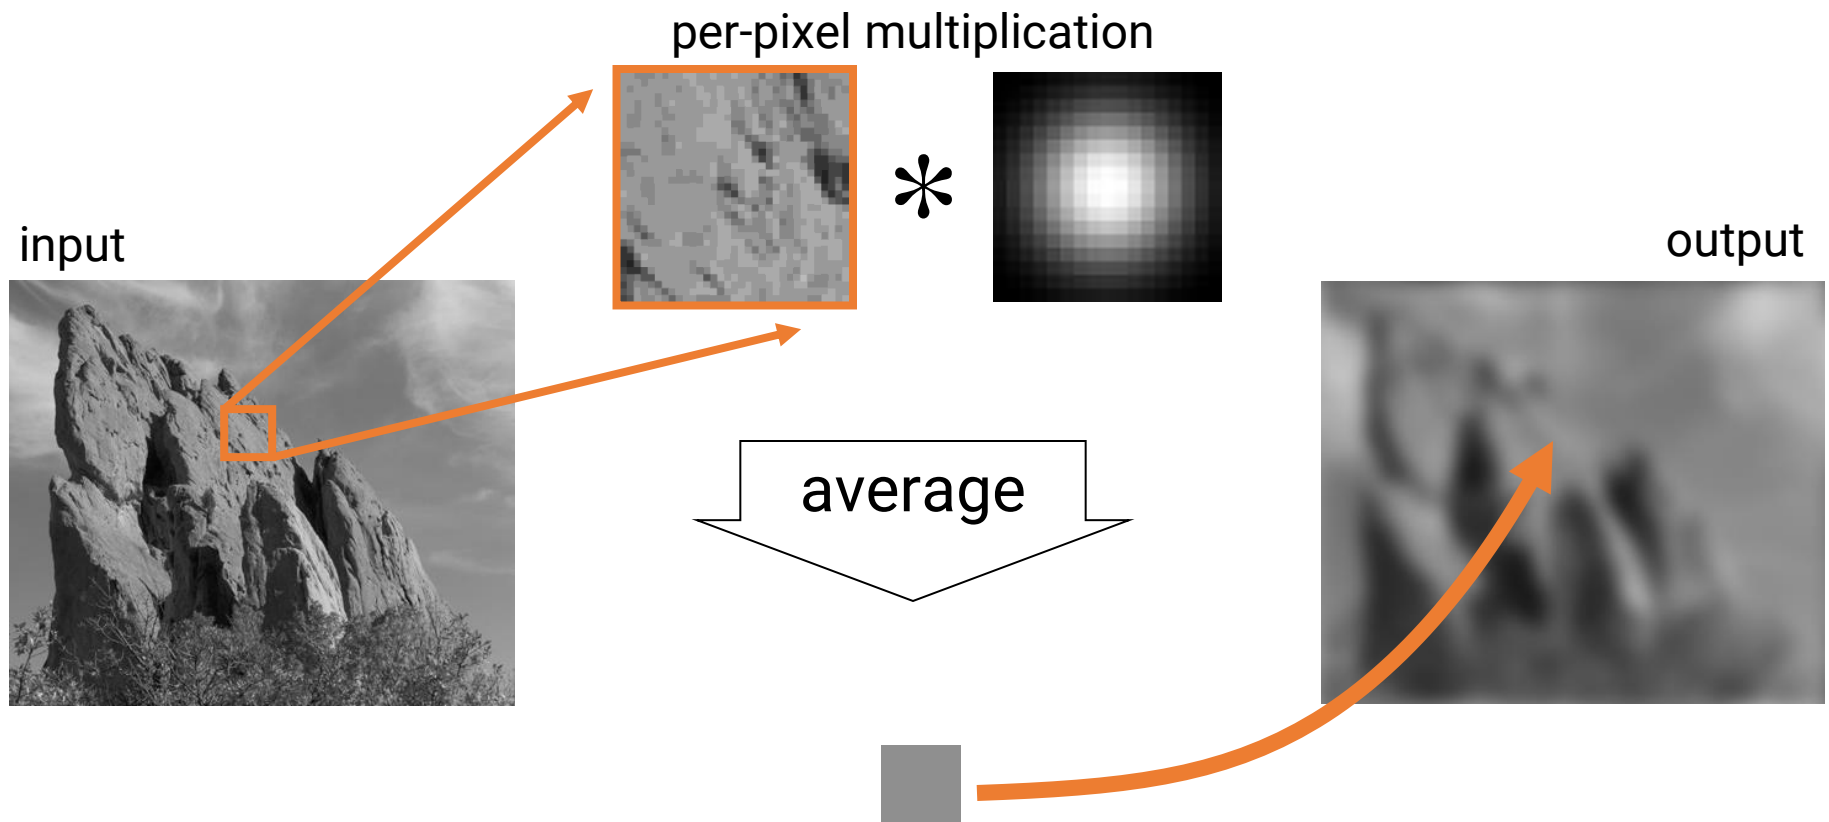 per-pixel multiplication
*
input
output
average